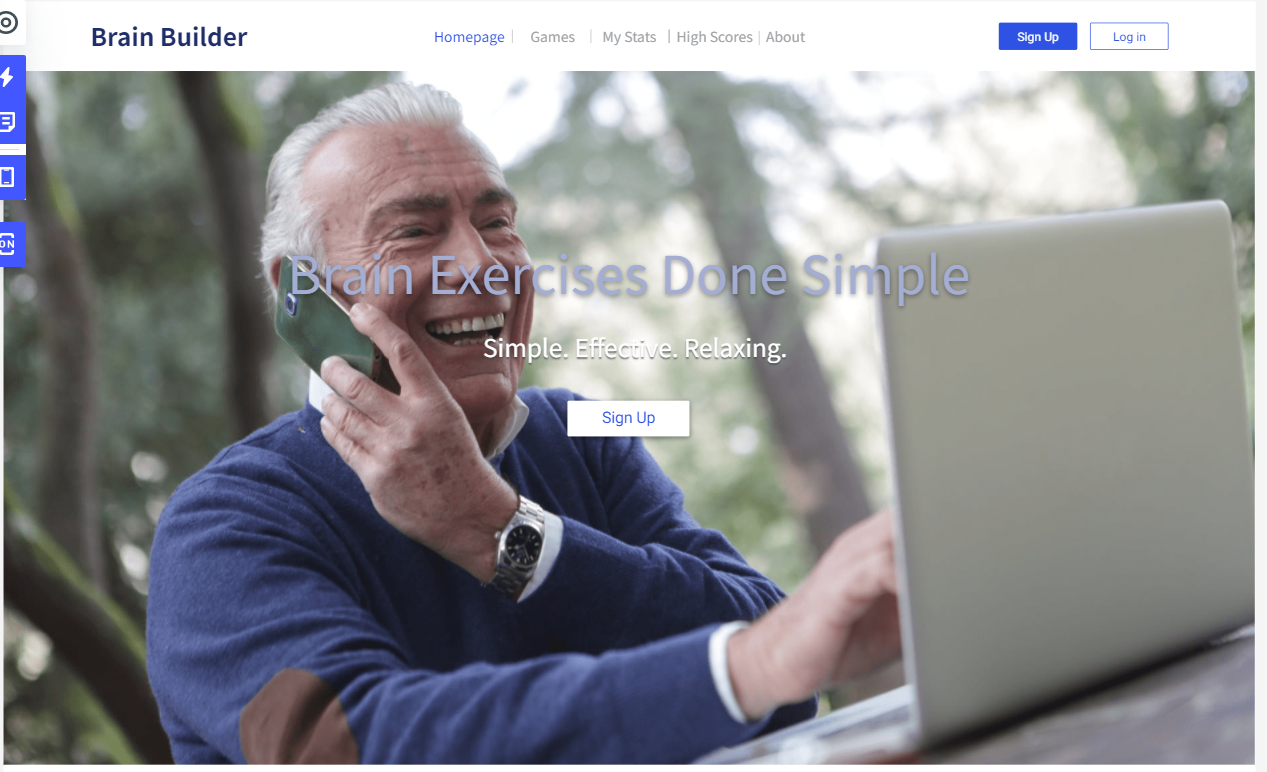 Brain Builder
Homepage | Games | My Stats | High Scores | About
Sign Up
Log in
ON
Brain Exercises Done Simple
Simple. Effective. Relaxing.
Sign Up